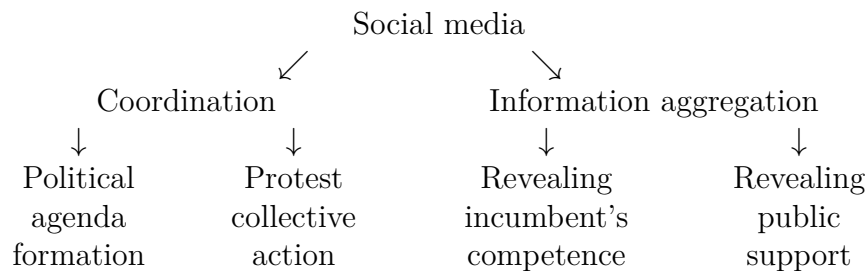 Social media
Coordination
Information aggregation
Political
agenda
formation
Protest
collective
action
Revealing
incumbent's
competence
Revealing
public
support